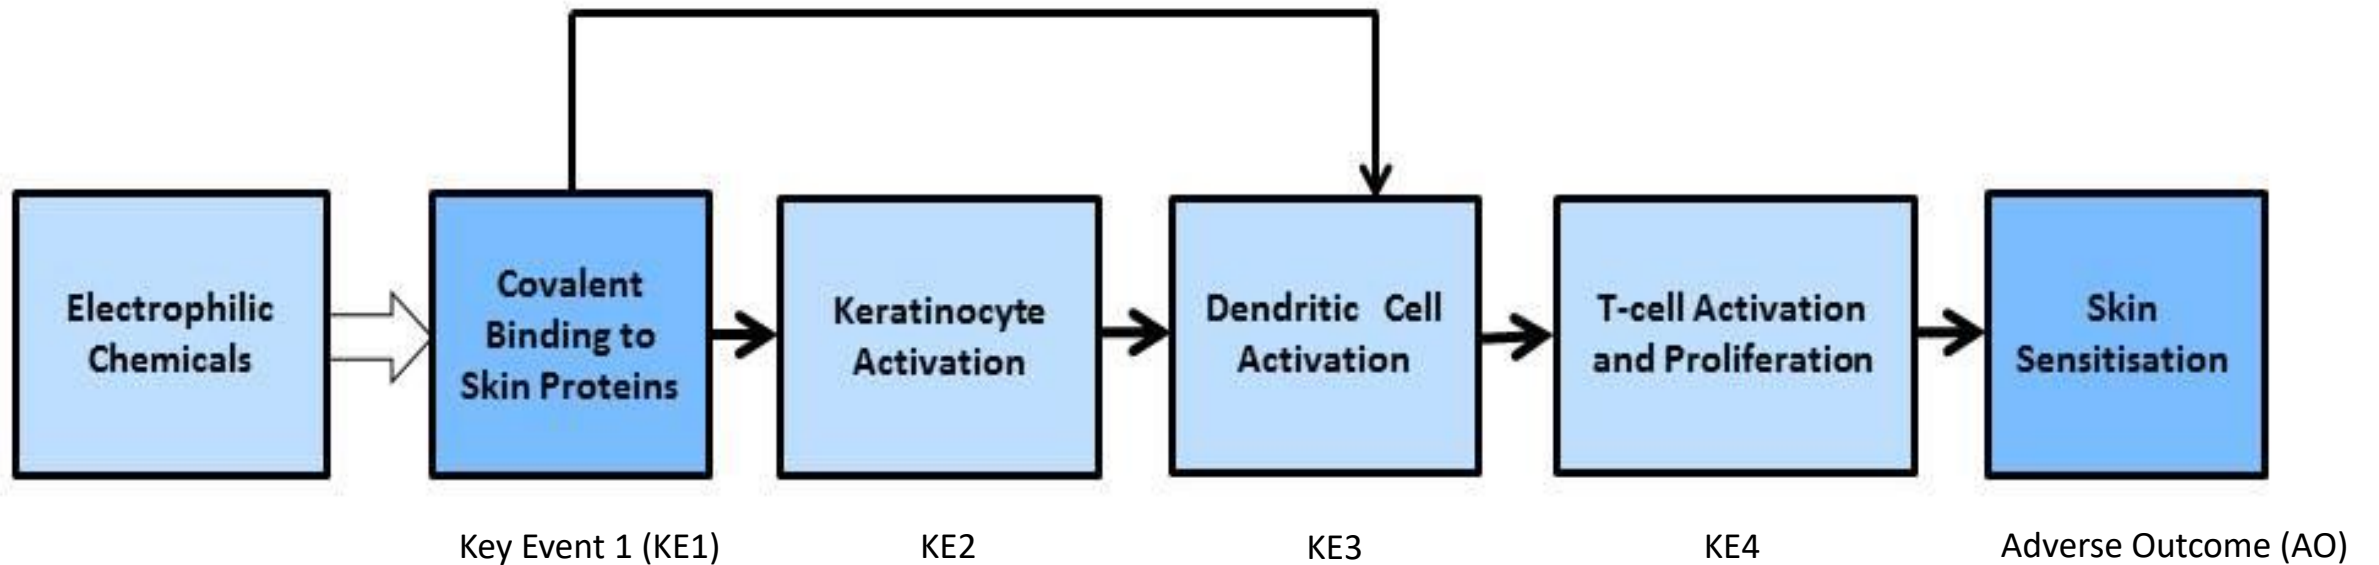 Electrophilic
Chemicals
Covalent
Binding to
Skin Proteins
Keratinocyte
Activation
Dendritic Cell
Activation
T-cell Activation
and Proliferation
Skin
Sensitisation
Key Event 1 (KE1)
KE2
KE3
KE4
Adverse Outcome (AO)